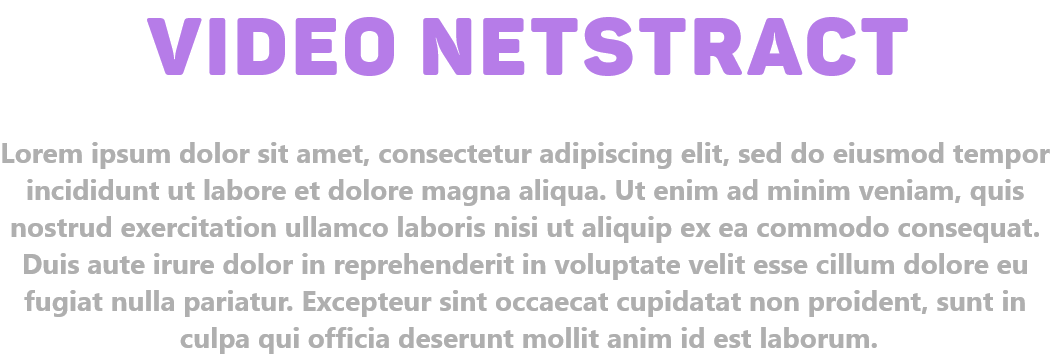 VIDEO NETSTRACT
Lorem ipsum dolor sit amet, consectetur adipiscing elit, sed do eiusmod tempor
incididunt ut labore et dolore magna aliqua. Ut enim ad minim veniam, quis
nostrud exercitation ullamco laboris nisi ut aliquip ex ea commodo consequat.
Duis aute irure dolor in reprehenderit in voluptate velit esse cillum dolore eu
fugiat nulla pariatur. Excepteur sint occaecat cupidatat non proident, sunt in
culpa qui officia deserunt mollit anim id est laborum.